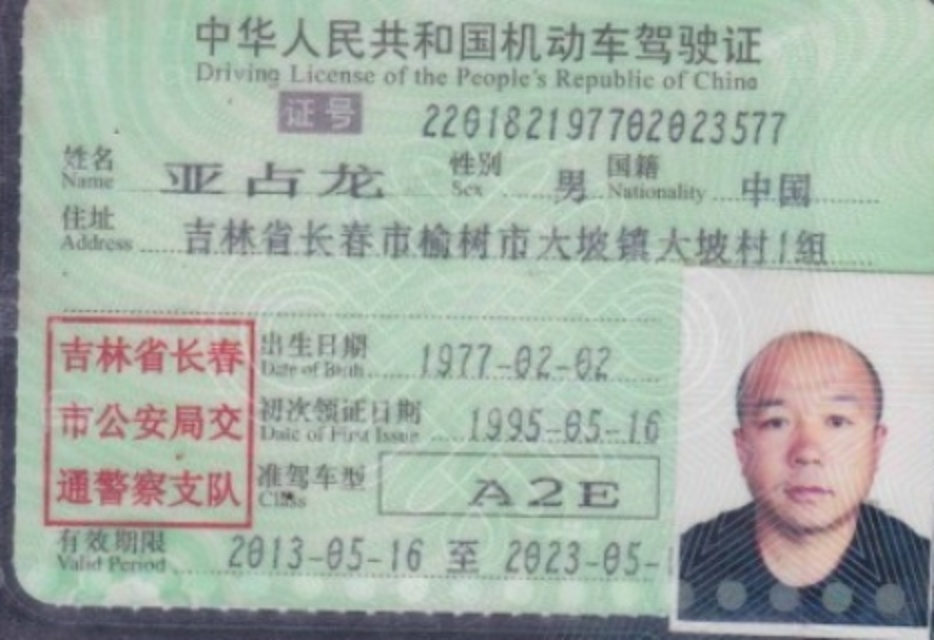 中华人民共和国机动车驾驶证
Driving License of the People's Republic of China
证号 220182197702023577
姓名 亚占龙 性别 男 国籍 中国
Name Sex Nationality
住址 吉林省长春市榆树市大坡镇大坡村1组
Address
吉林省长春
市公安局交
通警察支队
出生日期 1977-02-02
Date of Birth
初次领证日期 1995-05-16
Date of First Issue
准驾车型 A2E
Class
有效期限 2013-05-16 至 2023-05-
Valid Period